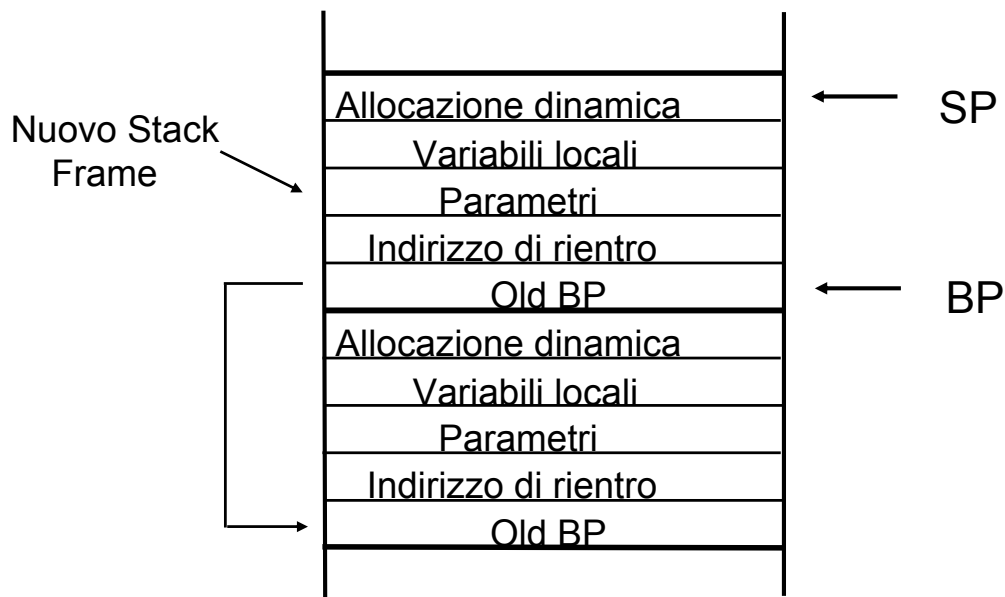 Allocazione dinamica
SP
Nuovo Stack
Frame
Variabili locali
Parametri
Indirizzo di rientro
Old BP
BP
Allocazione dinamica
Variabili locali
Parametri
Indirizzo di rientro
Old BP